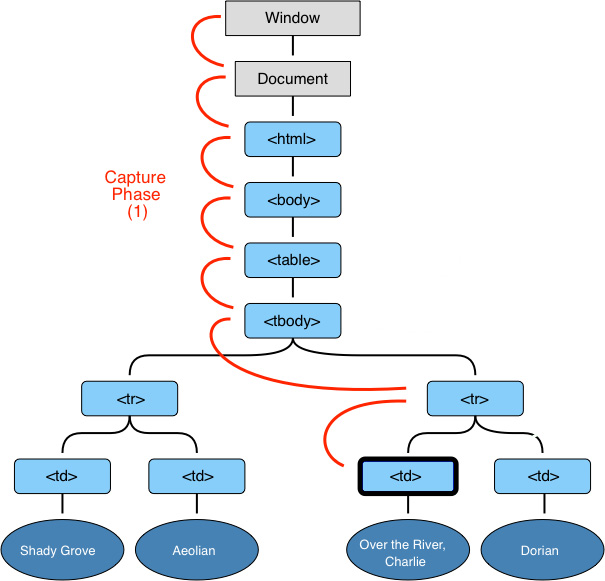 Window
Document
<html>
Capture
Phase
(1)
<body>
<table>
<tbody>
<tr>
<tr>
<td>
<td>
<td>
<td>
Shady Grove
Aeolian
Over the River,
Charlie
Dorian